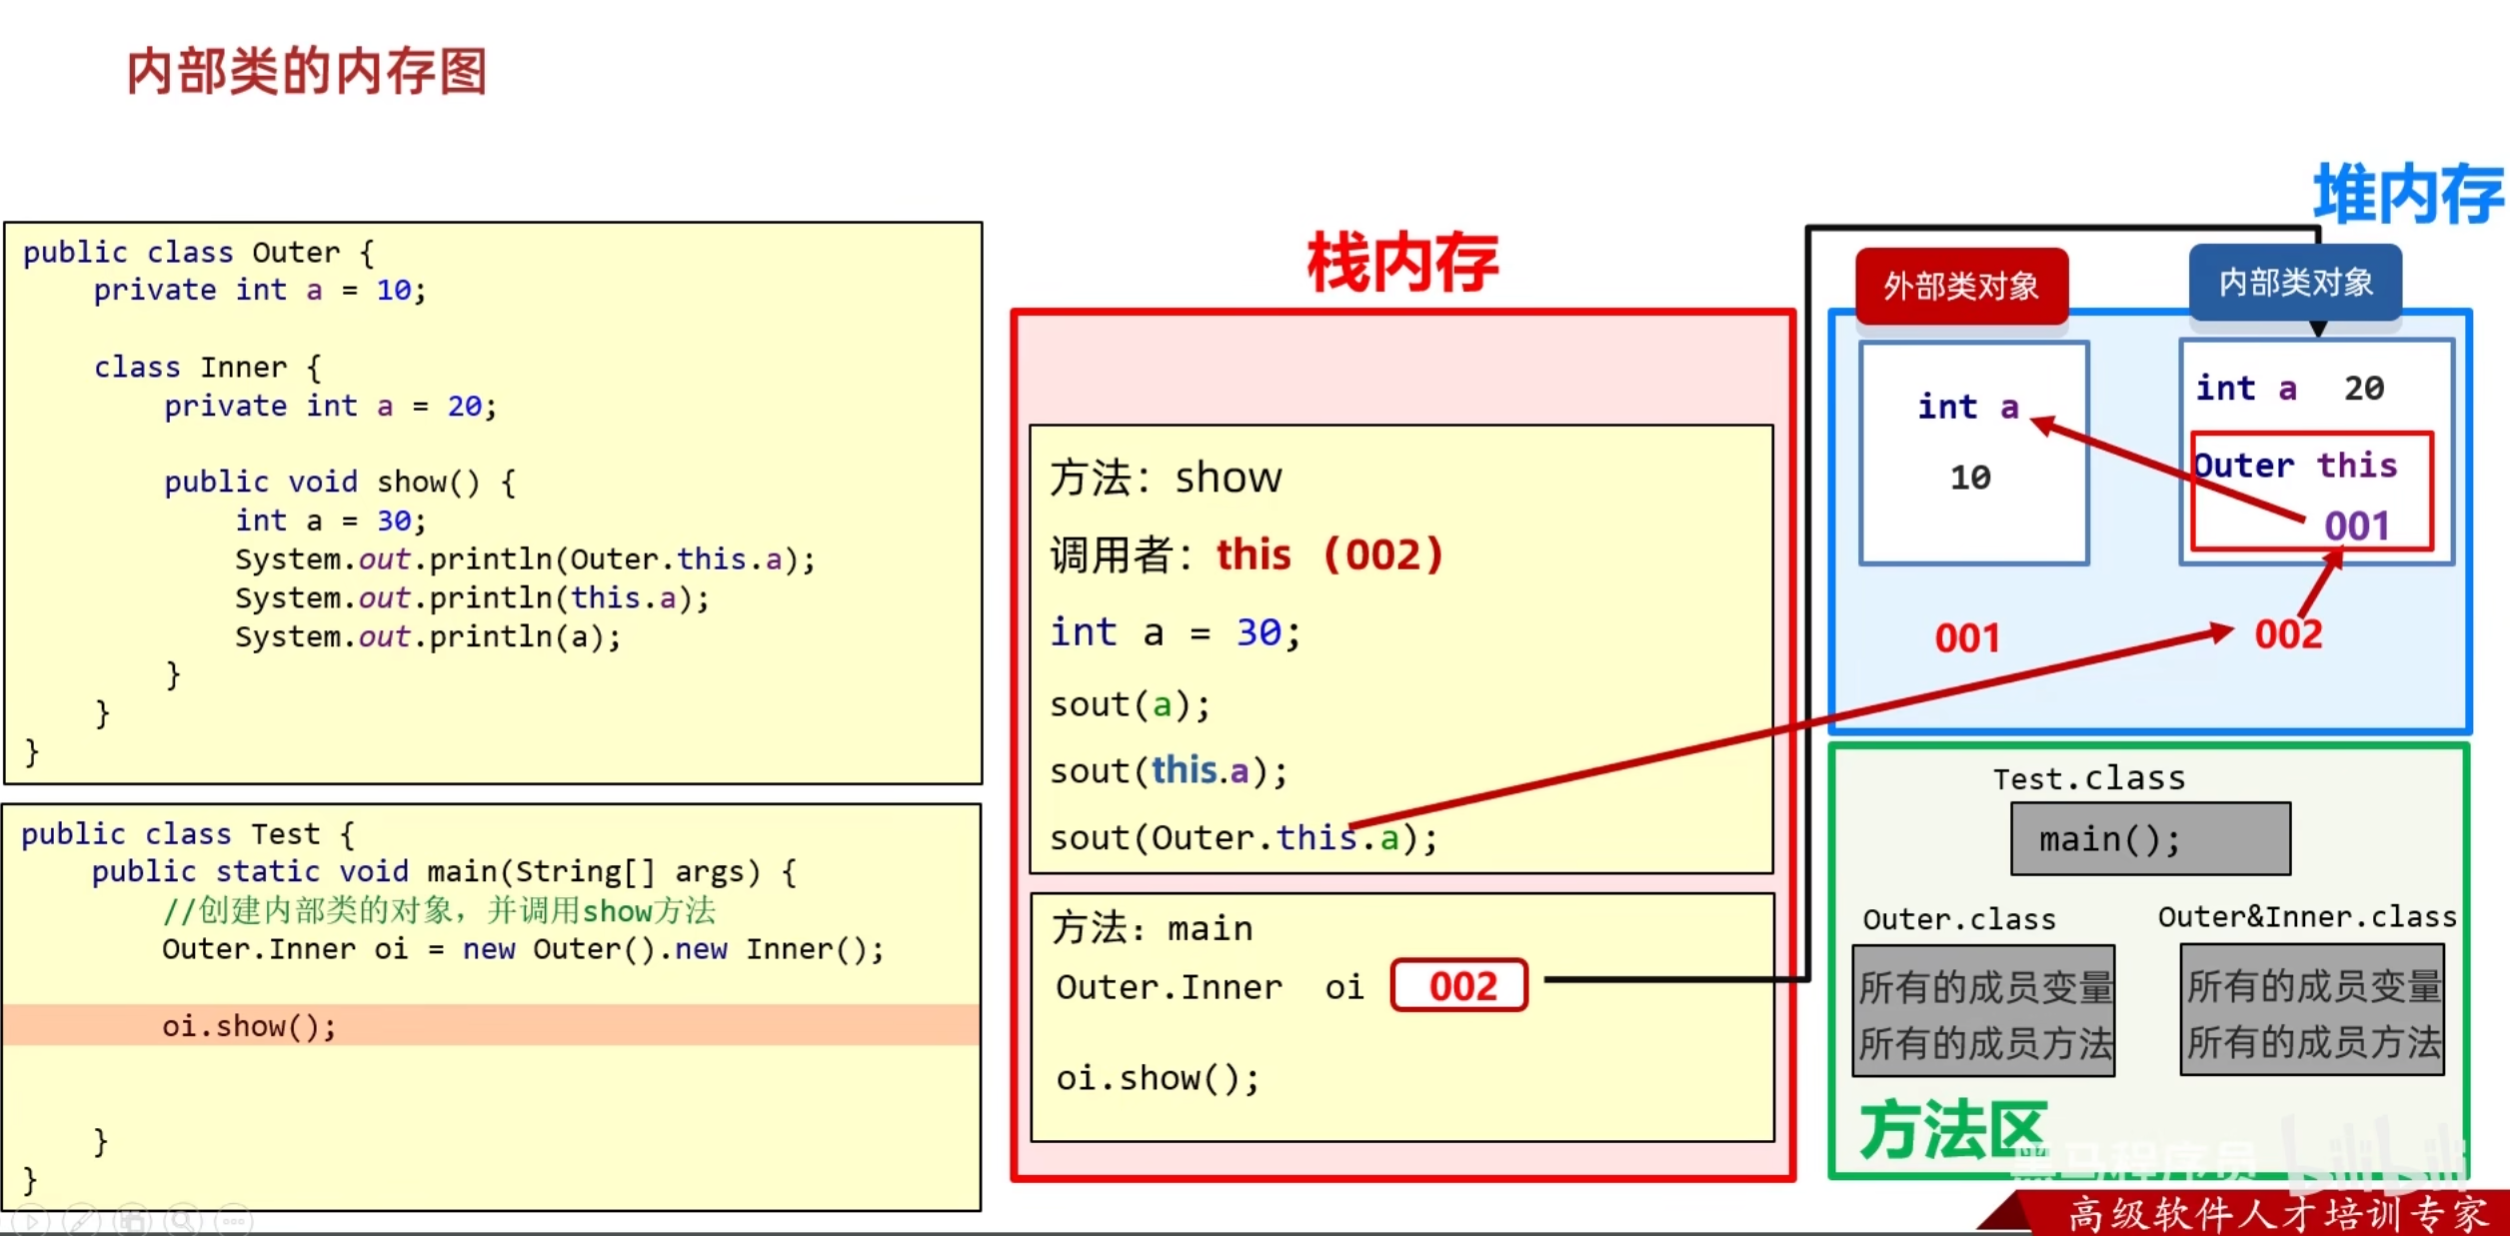 内部类的内存图
public class Outer {
private int a = 10;
class Inner {
private int a = 20;
public void show() {
int a = 30;
System.out.println(Outer.this.a);
System.out.println(this.a);
System.out.println(a);
}
}
}
public class Test {
public static void main(String[] args) {
//创建内部类的对象，并调用show方法
Outer.Inner oi = new Outer().new Inner();
oi.show();
}
}
栈内存
方法：show
调用者：this（002）
int a = 30;
sout(a);
sout(this.a);
sout(Outer.this.a);
方法：main
Outer.Inner oi 002
oi.show();
堆内存
外部类对象
int a
10
001
内部类对象
int a 20
Outer this
001
002
Test.class
main();
Outer.class
所有的成员变量
所有的成员方法
Outer&Inner.class
所有的成员变量
所有的成员方法
方法区
黑马程序员
bilibili
高级软件人才培训专家